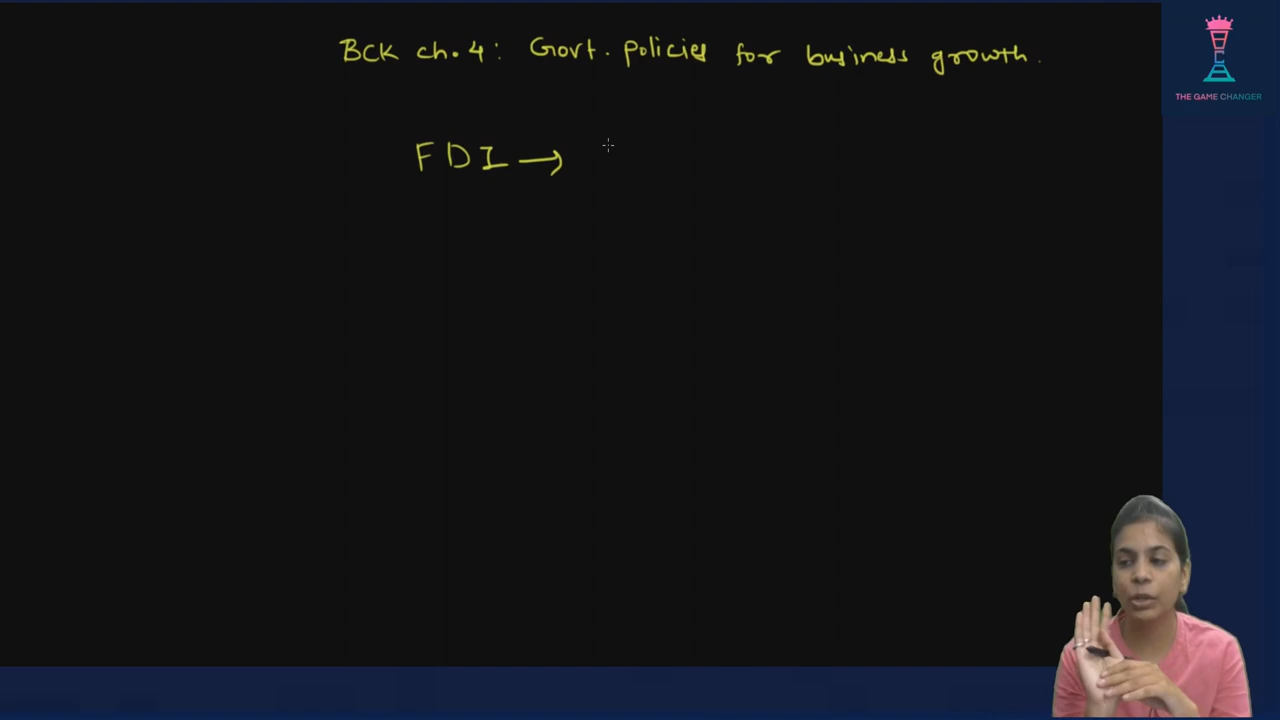 BCK ch. 4: Govt. policies for business growth.
THE GAME CHANGER
FDI →